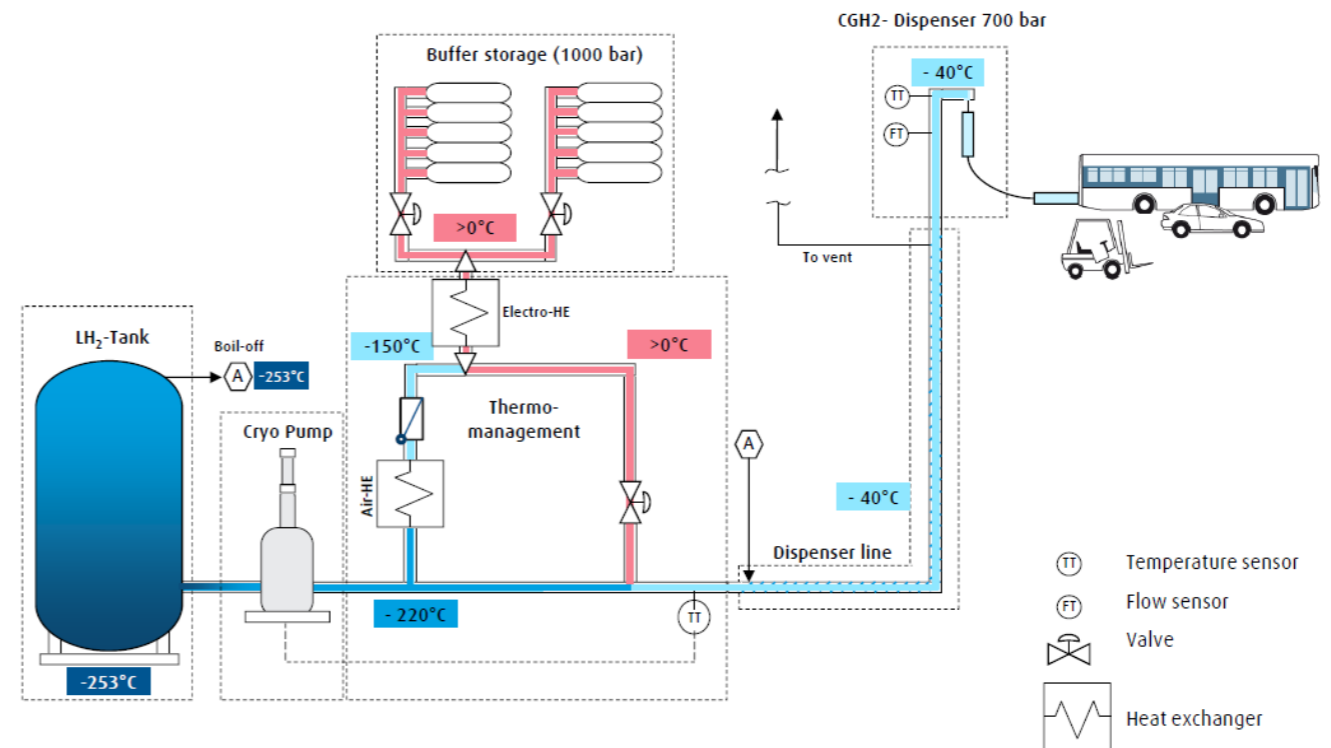 CGH2- Dispenser 700 bar
Buffer storage (1000 bar)
- 40°C
TT
FT
>0°C
To vent
Electro-HE
LH2-Tank
Boil-off
A
-253°C
-150°C
>0°C
Thermo-
management
Cryo Pump
Air-HE
A
- 40°C
Dispenser line
- 220°C
TT
-253°C
TT
Temperature sensor
FT
Flow sensor
Valve
Heat exchanger